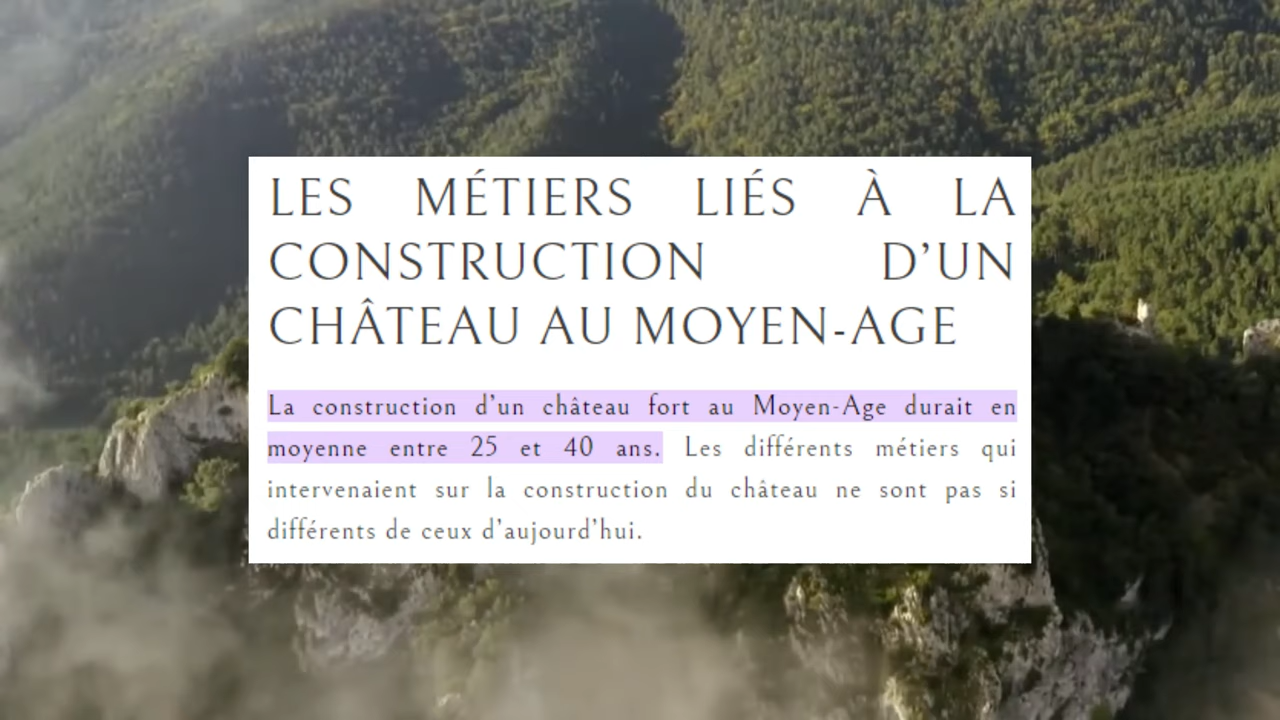 LES MÉTIERS LIÉS À LA
CONSTRUCTION D’UN
CHÂTEAU AU MOYEN-AGE
La construction d’un château fort au Moyen-Age durait en
moyenne entre 25 et 40 ans. Les différents métiers qui
intervenaient sur la construction du château ne sont pas si
différents de ceux d’aujourd’hui.